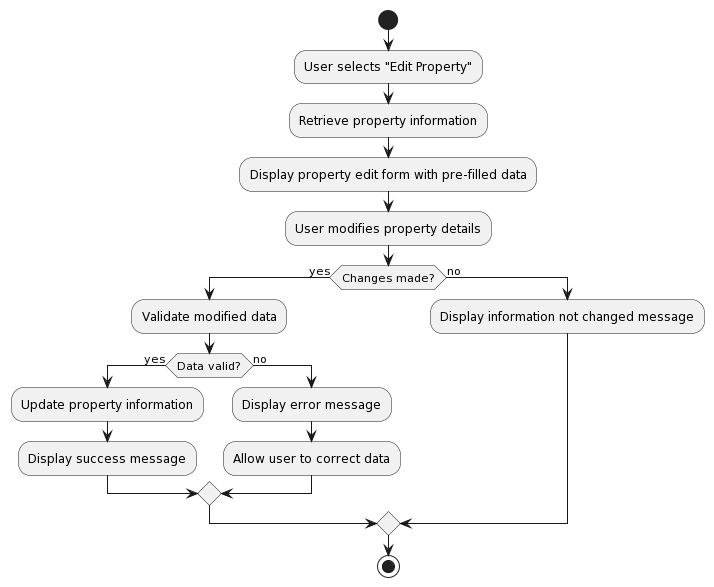 User selects "Edit Property"
Retrieve property information
Display property edit form with pre-filled data
User modifies property details
yes
Changes made?
no
Validate modified data
Display information not changed message
yes
Data valid?
no
Update property information
Display error message
Display success message
Allow user to correct data